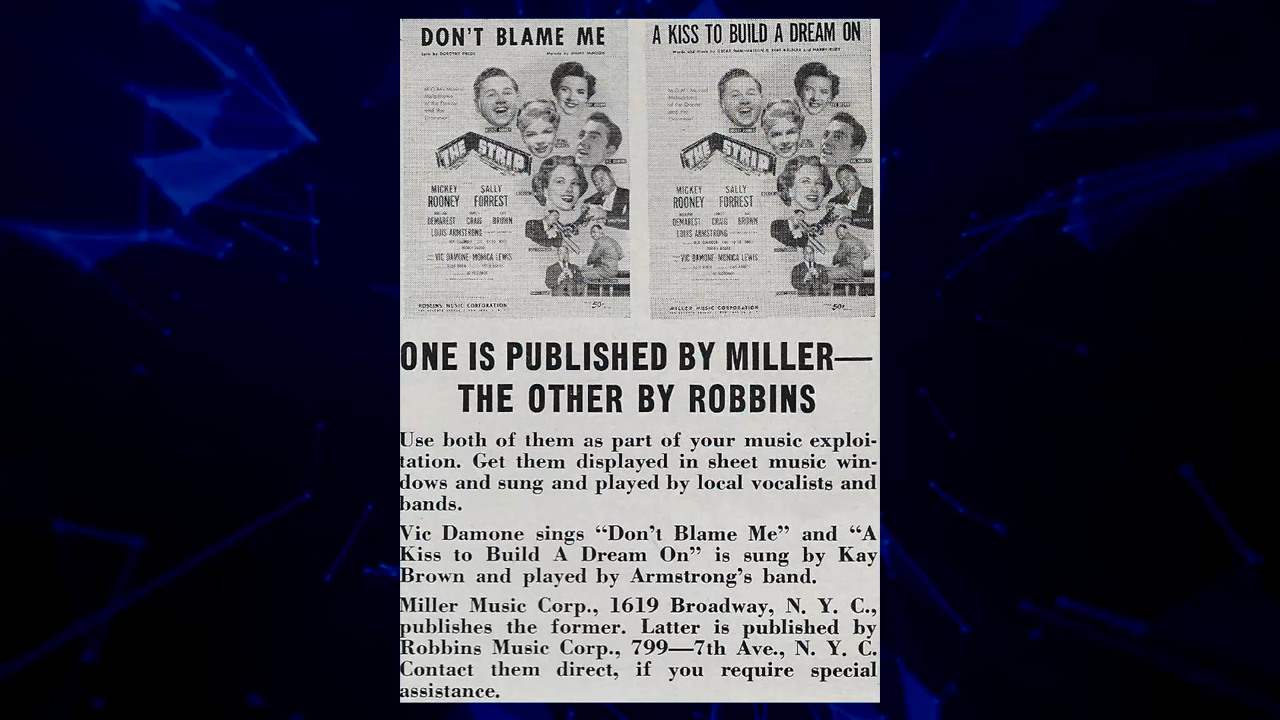 DON'T BLAME ME
A KISS TO BUILD A DREAM ON
THE STRIP
THE STRIP
MICKEY ROONEY
SALLY FORREST
DEMAREST CRAIG BROWN
LOUIS ARMSTRONG
VIC DAMONE MONICA LEWIS
ROBBINS MUSIC CORPORATION
50¢
MICKEY ROONEY
SALLY FORREST
DEMAREST CRAIG BROWN
LOUIS ARMSTRONG
VIC DAMONE MONICA LEWIS
MILLER MUSIC CORPORATION
50¢
ONE IS PUBLISHED BY MILLER—
THE OTHER BY ROBBINS
Use both of them as part of your music exploi-
tation. Get them displayed in sheet music win-
dows and sung and played by local vocalists and
bands.
Vic Damone sings “Don’t Blame Me” and “A
Kiss to Build A Dream On” is sung by Kay
Brown and played by Armstrong’s band.
Miller Music Corp., 1619 Broadway, N. Y. C.,
publishes the former. Latter is published by
Robbins Music Corp., 799—7th Ave., N. Y. C.
Contact them direct, if you require special
assistance.